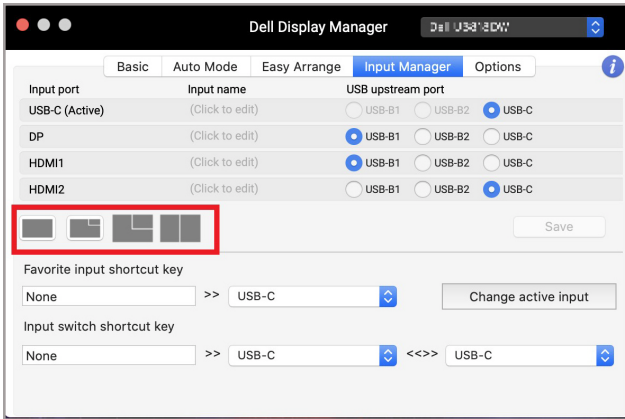 Dell Display Manager
Basic Auto Mode Easy Arrange Input Manager Options i
Input port Input name USB upstream port
USB-C (Active) (Click to edit) USB-B1 USB-B2 USB-C
DP (Click to edit) USB-B1 USB-B2 USB-C
HDMI1 (Click to edit) USB-B1 USB-B2 USB-C
HDMI2 (Click to edit) USB-B1 USB-B2 USB-C
Save
Favorite input shortcut key
None >> USB-C Change active input
Input switch shortcut key
None >> USB-C <<>> USB-C